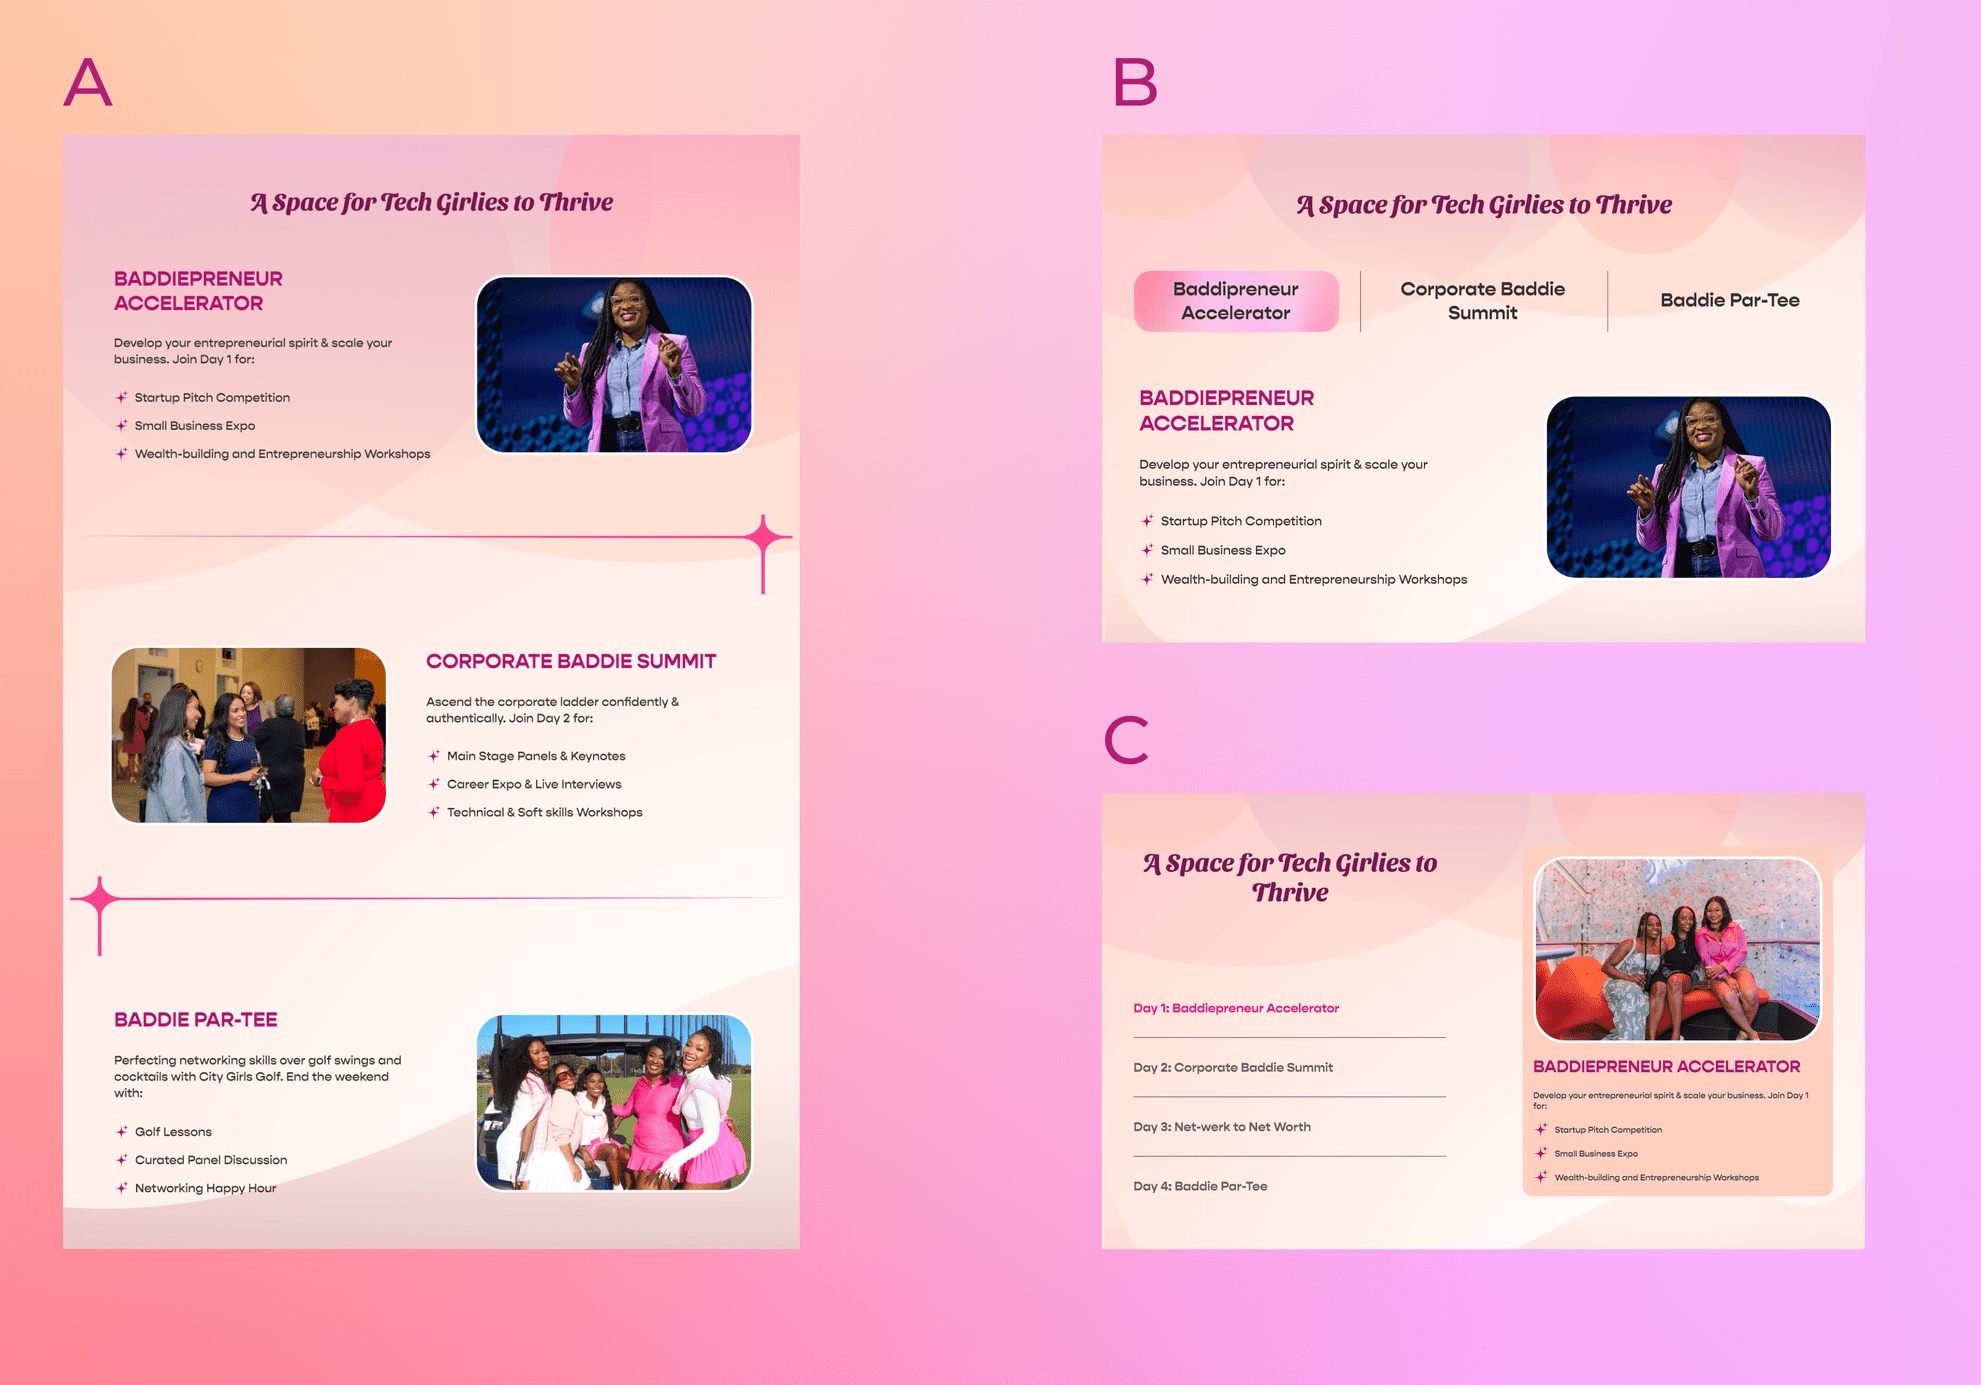 A
A Space for Tech Girlies to Thrive
BADDIEPRENEUR
ACCELERATOR
Develop your entrepreneurial spirit & scale your
business. Join Day 1 for:
Startup Pitch Competition
Small Business Expo
Wealth-building and Entrepreneurship Workshops
CORPORATE BADDIE SUMMIT
Ascend the corporate ladder confidently &
authentically. Join Day 2 for:
Main Stage Panels & Keynotes
Career Expo & Live Interviews
Technical & Soft skills Workshops
BADDIE PAR-TEE
Perfecting networking skills over golf swings and
cocktails with City Girls Golf. End the weekend
with:
Golf Lessons
Curated Panel Discussion
Networking Happy Hour
B
A Space for Tech Girlies to Thrive
Baddipreneur
Accelerator
Corporate Baddie
Summit
Baddie Par-Tee
BADDIEPRENEUR
ACCELERATOR
Develop your entrepreneurial spirit & scale your
business. Join Day 1 for:
Startup Pitch Competition
Small Business Expo
Wealth-building and Entrepreneurship Workshops
C
A Space for Tech Girlies to
Thrive
Day 1: Baddiepreneur Accelerator
Day 2: Corporate Baddie Summit
Day 3: Net-werk to Net Worth
Day 4: Baddie Par-Tee
BADDIEPRENEUR ACCELERATOR
Develop your entrepreneurial spirit & scale your business. Join Day 1
for:
Startup Pitch Competition
Small Business Expo
Wealth-building and Entrepreneurship Workshops